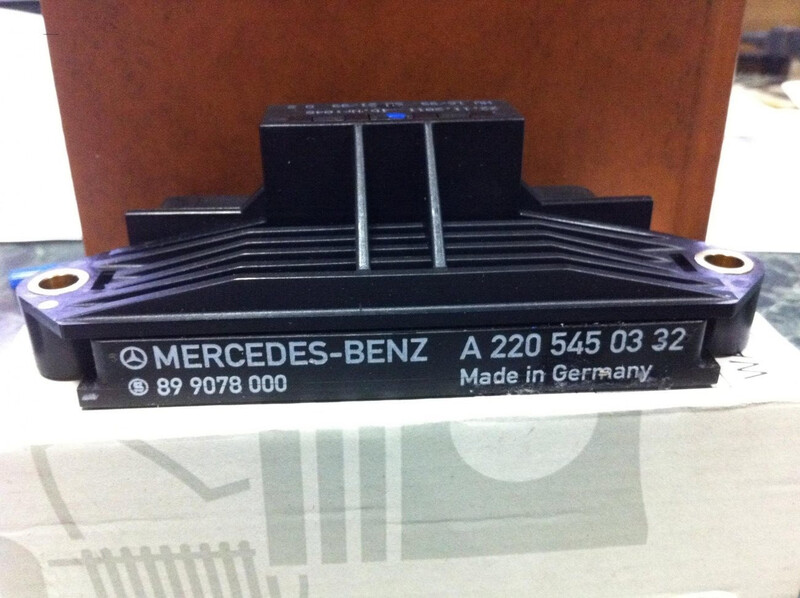 MERCEDES-BENZ A 220 545 03 32
89 9078 000 Made in Germany